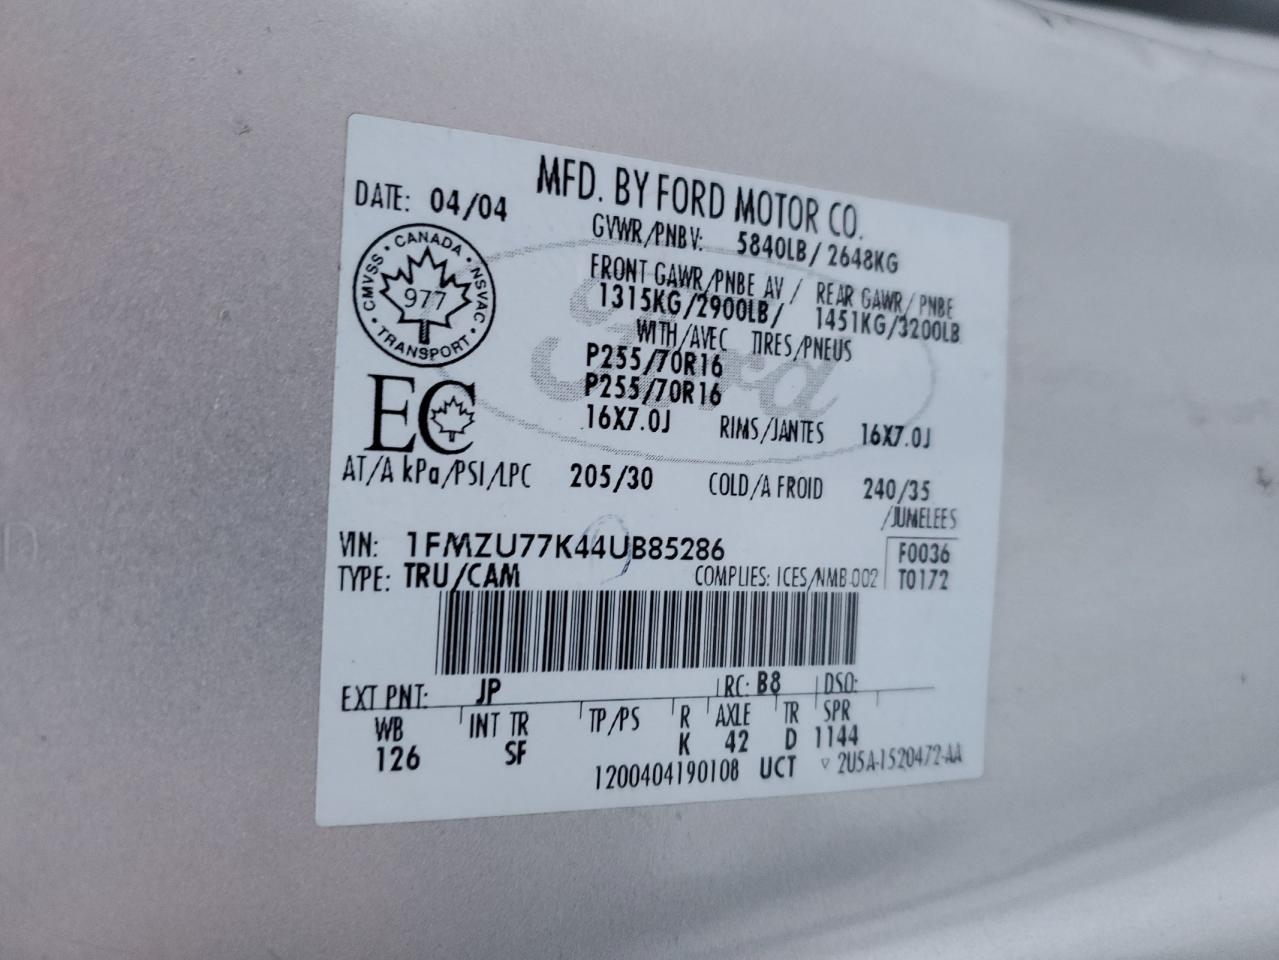 MFD. BY FORD MOTOR CO.
DATE: 04/04
GVWR/PNBV: 5840LB/2648KG
CANADA
CMVSS
NSVAC
977
TRANSPORT
FRONT GAWR/PNBE AV/ REAR GAWR/PNBE
1315KG/2900LB/ 1451KG/3200LB
Ford
WITH/AVEC TIRES/PNEUS
P255/70R16
P255/70R16
16X7.0J RIMS/JANTES 16X7.0J
EC
AT/A kPa/PSI/LPC 205/30 COLD/A FROID 240/35
/JUMELEES
VIN: 1FMZU77K44UB85286
F0036
TYPE: TRU/CAM COMPLIES: ICES/NMB-002
T0172
EXT PNT: JP RC: B8 DSO:
WB INT TR TP/PS R AXLE TR SPR
126 SF K 42 D 1144
1200404190108 UCT ▽ 2U5A-1520472-AA